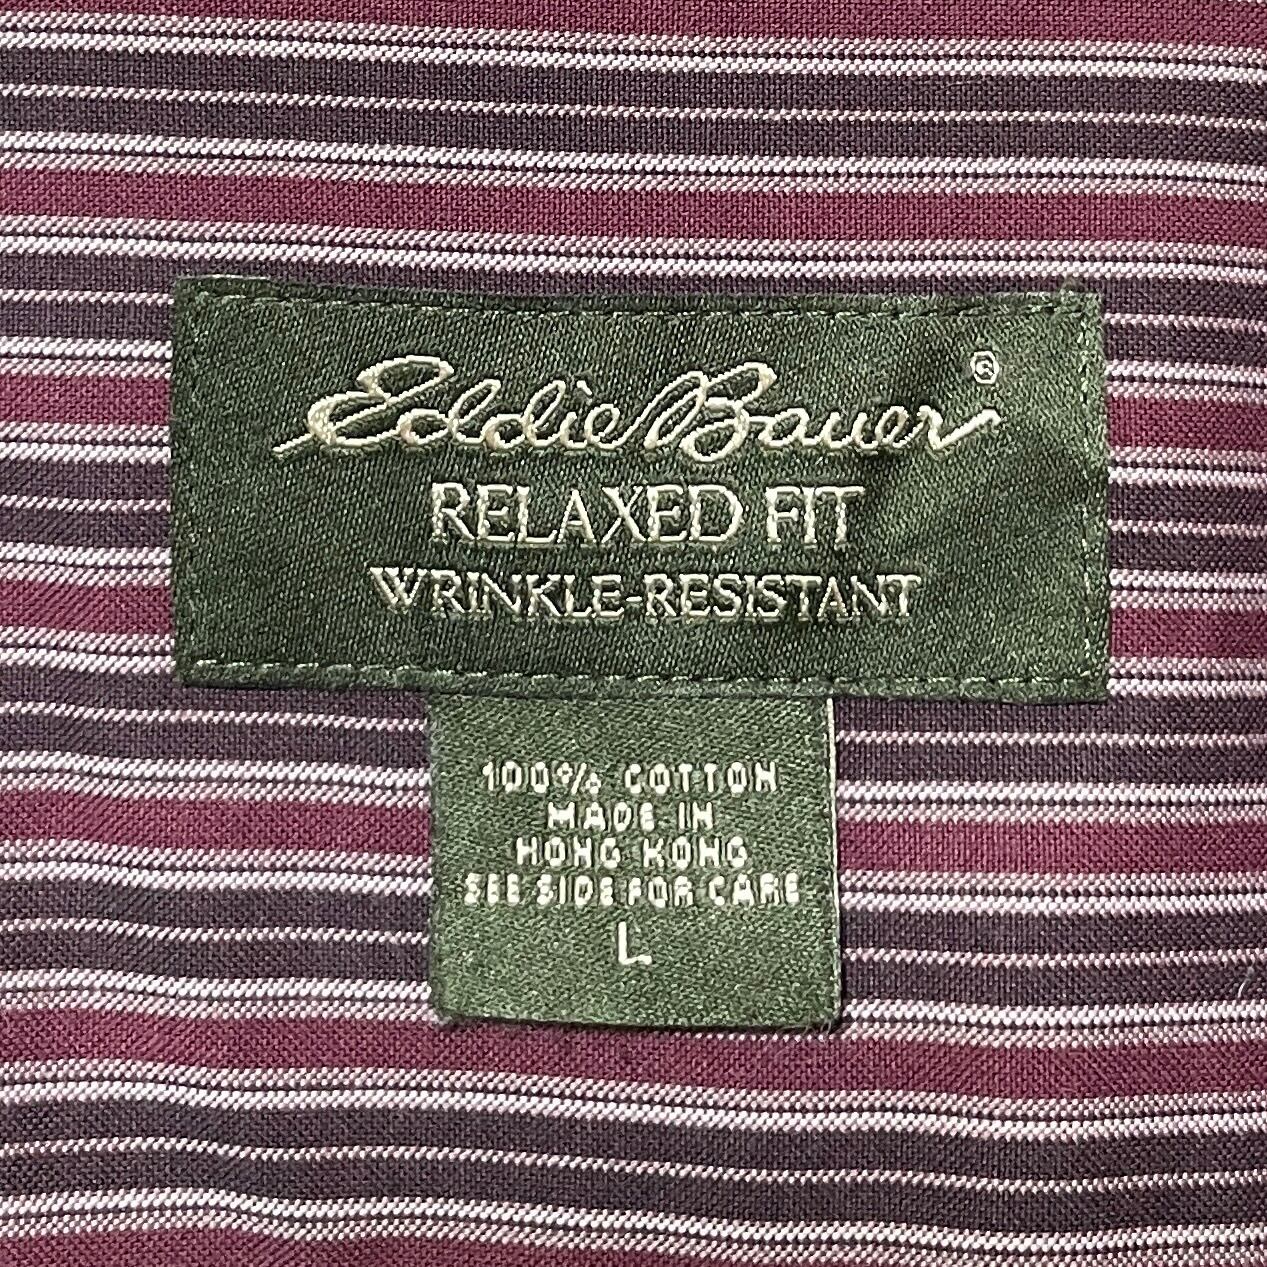 Eddie Bauer®
RELAXED FIT
WRINKLE-RESISTANT
100% COTTON
MADE IN
HONG KONG
SEE SIDE FOR CARE
L